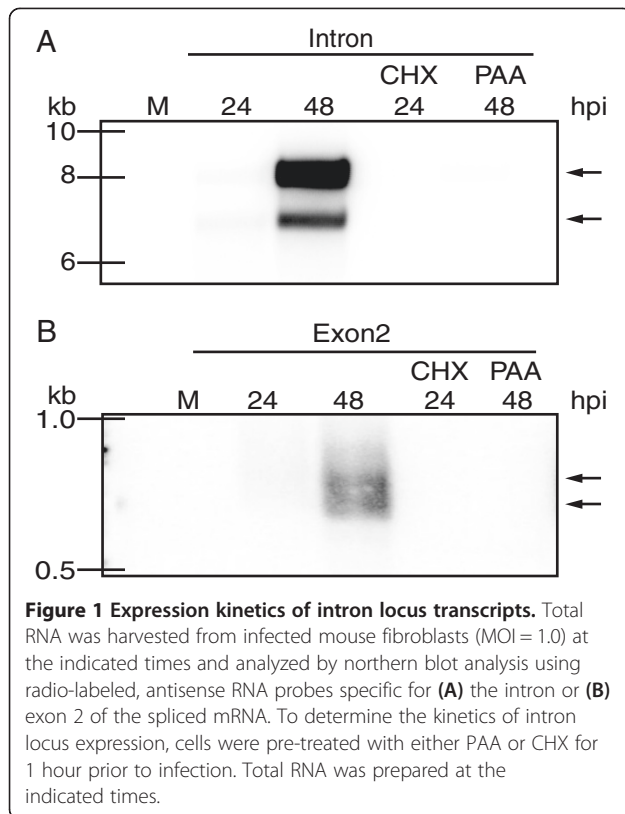 A
Intron
CHX PAA
kb M 24 48 24 48 hpi
10
8
6
B
Exon2
CHX PAA
kb M 24 48 24 48 hpi
1.0
0.5
Figure 1 Expression kinetics of intron locus transcripts. Total
RNA was harvested from infected mouse fibroblasts (MOI = 1.0) at
the indicated times and analyzed by northern blot analysis using
radio-labeled, antisense RNA probes specific for (A) the intron or (B)
exon 2 of the spliced mRNA. To determine the kinetics of intron
locus expression, cells were pre-treated with either PAA or CHX for
1 hour prior to infection. Total RNA was prepared at the
indicated times.